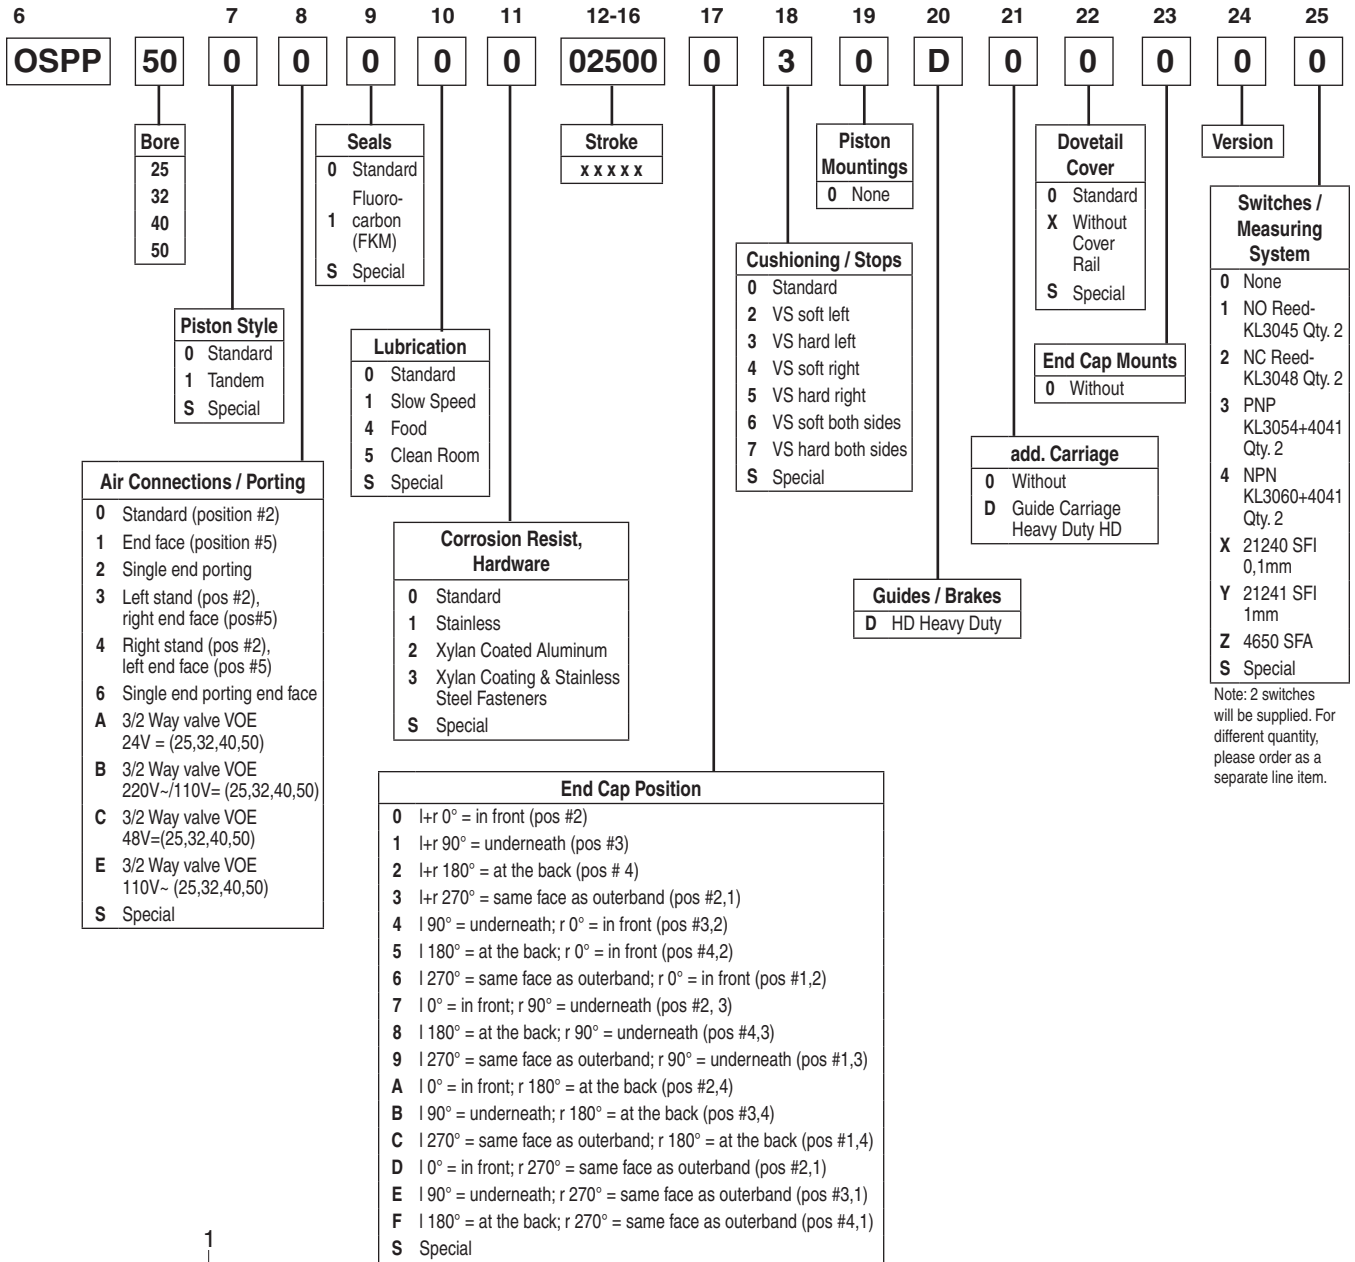 6 7 8 9 10 11 12-16 17 18 19 20 21 22 23 24 25
OSPP 50 0 0 0 0 0 02500 0 3 0 D 0 0 0 0 0
Bore
25
32
40
50
Seals
0 Standard
1 Fluoro-
carbon
(FKM)
S Special
Stroke
x x x x x
Piston
Mountings
0 None
Dovetail
Cover
0 Standard
X Without
Cover
Rail
S Special
Version
Switches /
Measuring
System
0 None
1 NO Reed-
KL3045 Qty. 2
2 NC Reed-
KL3048 Qty. 2
3 PNP
KL3054+4041
Qty. 2
4 NPN
KL3060+4041
Qty. 2
X 21240 SFI
0,1mm
Y 21241 SFI
1mm
Z 4650 SFA
S Special
Note: 2 switches
will be supplied. For
different quantity,
please order as a
separate line item.
Cushioning / Stops
0 Standard
2 VS soft left
3 VS hard left
4 VS soft right
5 VS hard right
6 VS soft both sides
7 VS hard both sides
S Special
Piston Style
0 Standard
1 Tandem
S Special
Lubrication
0 Standard
1 Slow Speed
4 Food
5 Clean Room
S Special
End Cap Mounts
0 Without
add. Carriage
0 Without
D Guide Carriage
Heavy Duty HD
Air Connections / Porting
0 Standard (position #2)
1 End face (position #5)
2 Single end porting
3 Left stand (pos #2),
right end face (pos#5)
4 Right stand (pos #2),
left end face (pos #5)
6 Single end porting end face
A 3/2 Way valve VOE
24V = (25,32,40,50)
B 3/2 Way valve VOE
220V~/110V= (25,32,40,50)
C 3/2 Way valve VOE
48V=(25,32,40,50)
E 3/2 Way valve VOE
110V~ (25,32,40,50)
S Special
Corrosion Resist,
Hardware
0 Standard
1 Stainless
2 Xylan Coated Aluminum
3 Xylan Coating & Stainless
Steel Fasteners
S Special
Guides / Brakes
D HD Heavy Duty
End Cap Position
0 l+r 0° = in front (pos #2)
1 l+r 90° = underneath (pos #3)
2 l+r 180° = at the back (pos # 4)
3 l+r 270° = same face as outerband (pos #2,1)
4 l 90° = underneath; r 0° = in front (pos #3,2)
5 l 180° = at the back; r 0° = in front (pos #4,2)
6 l 270° = same face as outerband; r 0° = in front (pos #1,2)
7 l 0° = in front; r 90° = underneath (pos #2, 3)
8 l 180° = at the back; r 90° = underneath (pos #4,3)
9 l 270° = same face as outerband; r 90° = underneath (pos #1,3)
A l 0° = in front; r 180° = at the back (pos #2,4)
B l 90° = underneath; r 180° = at the back (pos #3,4)
C l 270° = same face as outerband; r 180° = at the back (pos #1,4)
D l 0° = in front; r 270° = same face as outerband (pos #2,1)
E l 90° = underneath; r 270° = same face as outerband (pos #3,1)
F l 180° = at the back; r 270° = same face as outerband (pos #4,1)
S Special
1